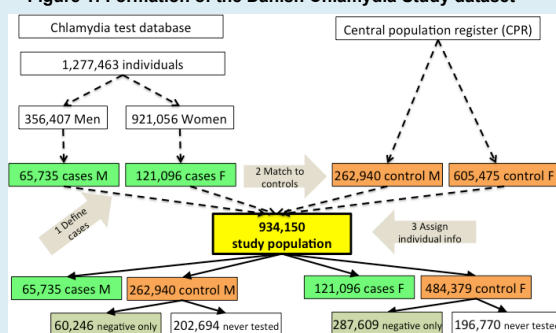 Figure 1. Formation of the Danish Chlamydia Study dataset
Chlamydia test database
Central population register (CPR)
1,277,463 individuals
356,407 Men
921,056 Women
65,735 cases M
121,096 cases F
2 Match to
controls
262,940 control M
605,475 control F
1 Define
cases
934,150
study population
3 Assign
individual info
65,735 cases M
262,940 control M
121,096 cases F
484,379 control F
60,246 negative only
202,694 never tested
287,609 negative only
196,770 never tested